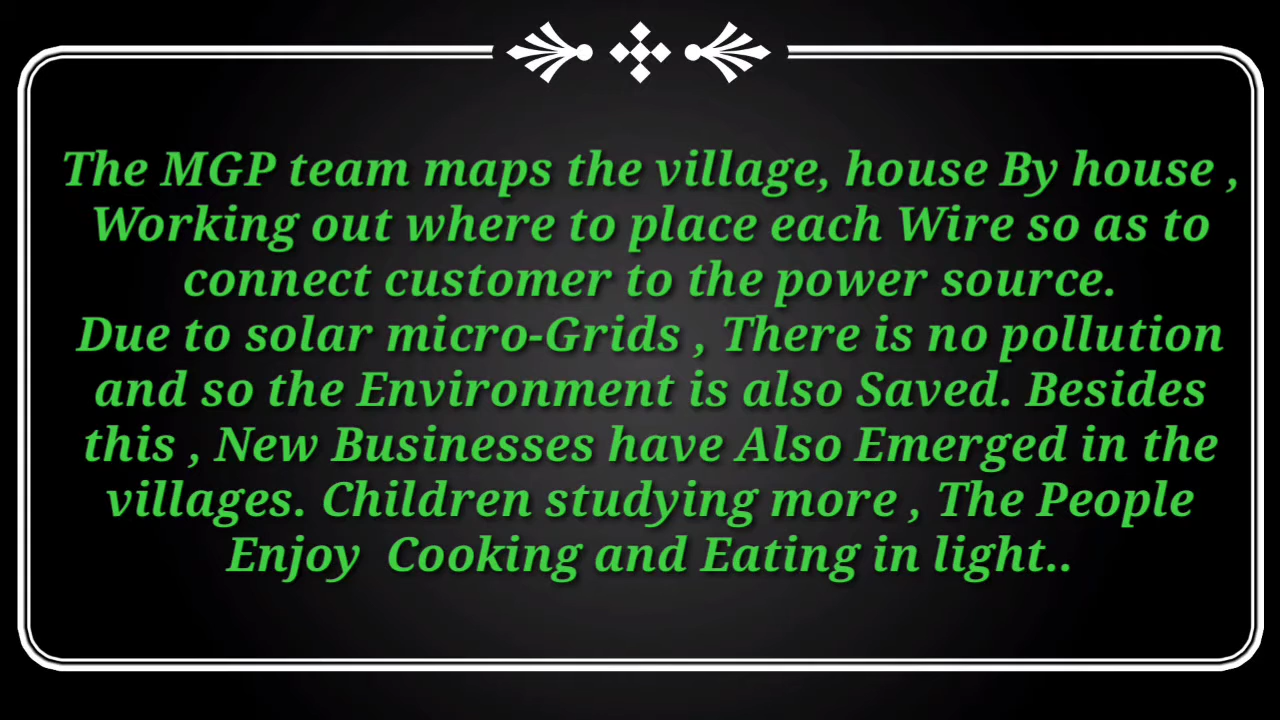 The MGP team maps the village, house By house ,
Working out where to place each Wire so as to
connect customer to the power source.
Due to solar micro-Grids , There is no pollution
and so the Environment is also Saved. Besides
this , New Businesses have Also Emerged in the
villages. Children studying more , The People
Enjoy  Cooking and Eating in light..